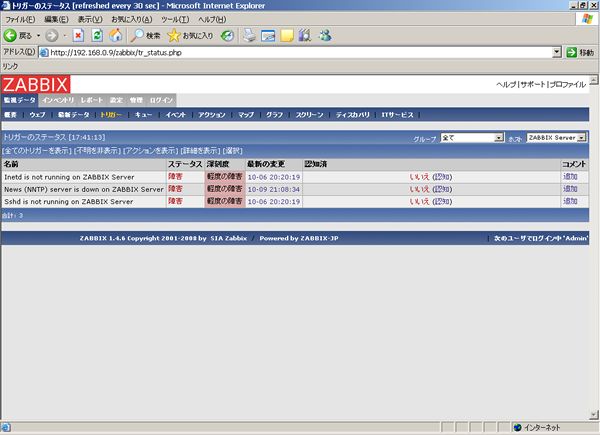 トリガーのステータス [refreshed every 30 sec] - Microsoft Internet Explorer
ファイル(F) 編集(E) 表示(V) お気に入り(A) ツール(T) ヘルプ(H)
戻る 検索 お気に入り
アドレス(D) http://192.168.0.9/zabbix/tr_status.php 移動
リンク
ZABBIX ヘルプ|サポート|プロファイル
監視データ インベントリ レポート 設定 管理 ログイン
概要 | ウェブ | 最新データ | トリガー | キュー | イベント | アクション | マップ | グラフ | スクリーン | ディスカバリ | ITサービス |
トリガーのステータス [17:41:13] グループ 全て ホスト ZABBIX Server
[全てのトリガーを表示] [不明を非表示] [アクションを表示] [詳細を表示] [選択]
名前 ステータス 深刻度 最新の変更 認知済 コメント
Inetd is not running on ZABBIX Server 障害 軽度の障害 10-06 20:20:19 いいえ (認知) 追加
News (NNTP) server is down on ZABBIX Server 障害 軽度の障害 10-09 21:08:34 いいえ (認知) 追加
Sshd is not running on ZABBIX Server 障害 軽度の障害 10-06 20:20:19 いいえ (認知) 追加
合計: 3
ZABBIX 1.4.6 Copyright 2001-2008 by SIA Zabbix / Powered by ZABBIX-JP | 次のユーザでログイン中 'Admin'
インターネット